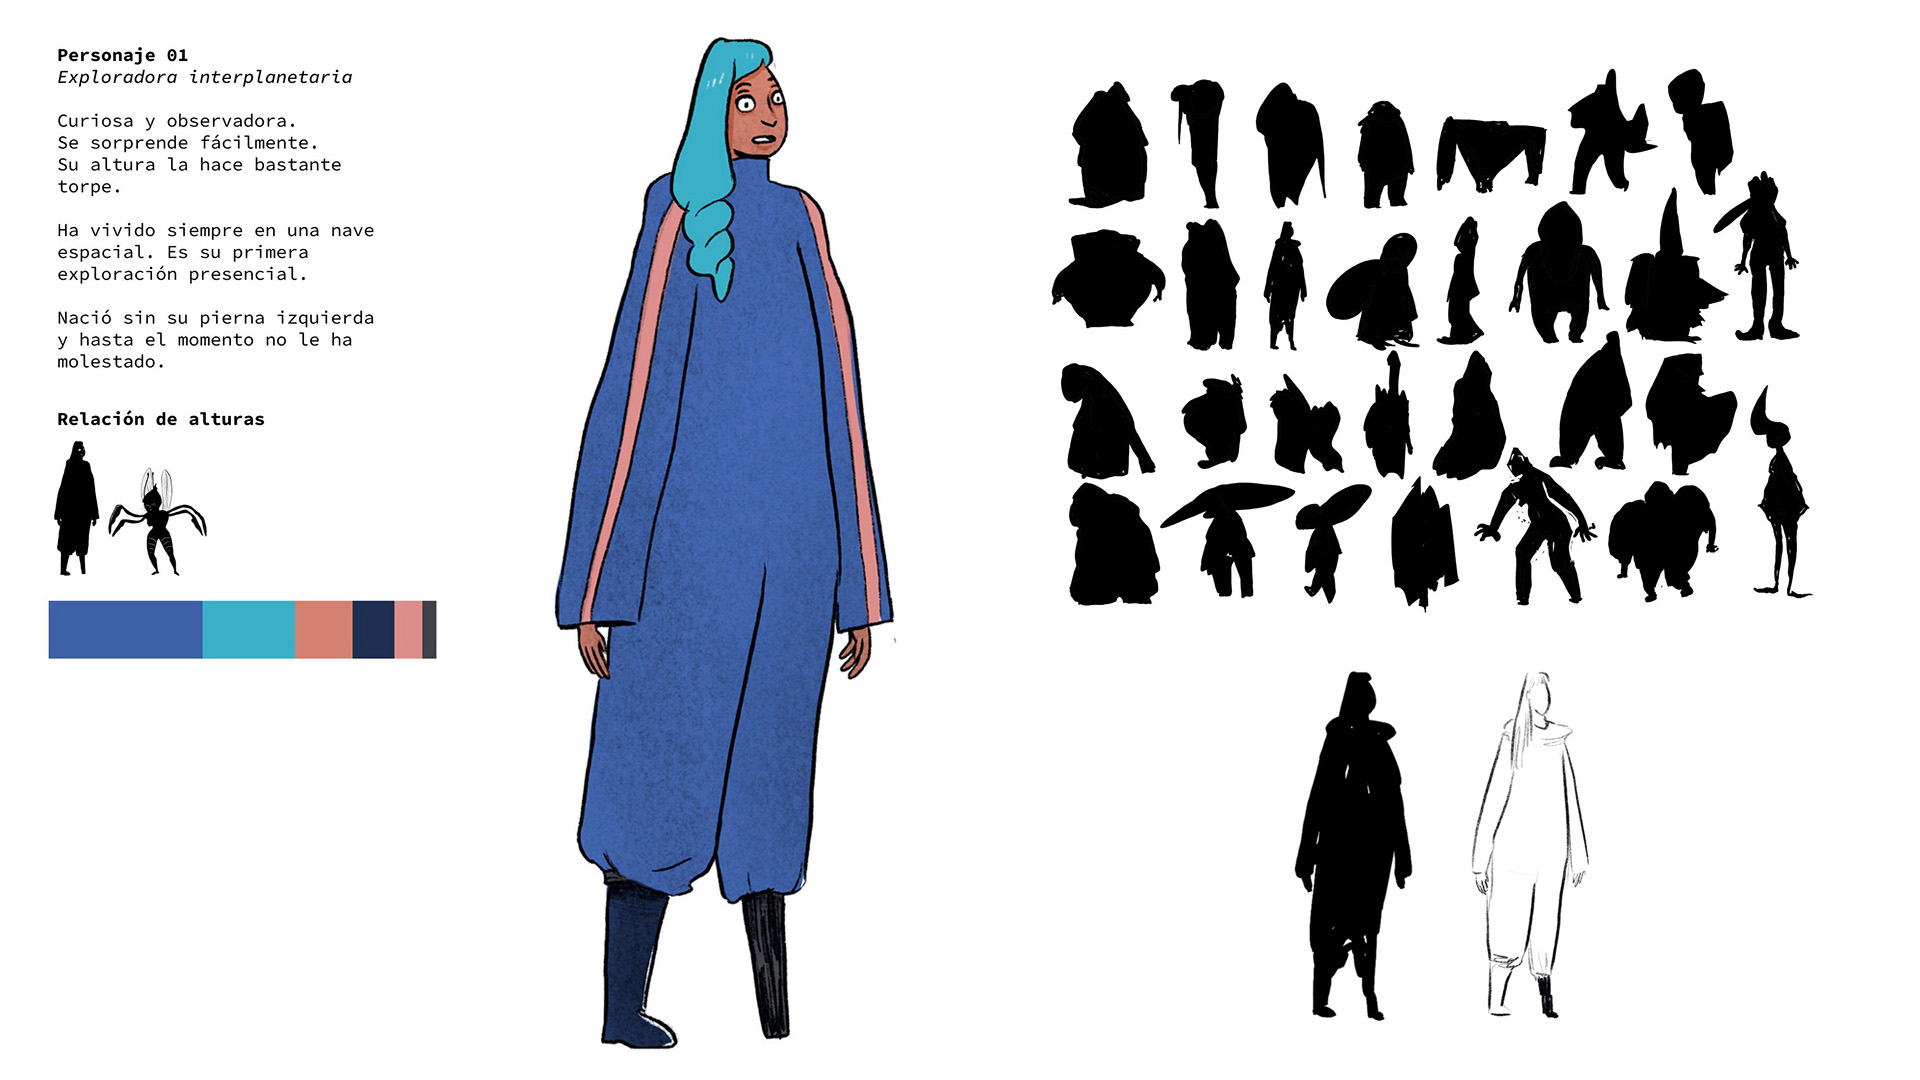 Personaje 01
Exploradora interplanetaria
Curiosa y observadora.
Se sorprende fácilmente.
Su altura la hace bastante
torpe.
Ha vivido siempre en una nave
espacial. Es su primera
exploración presencial.
Nació sin su pierna izquierda
y hasta el momento no le ha
molestado.
Relación de alturas